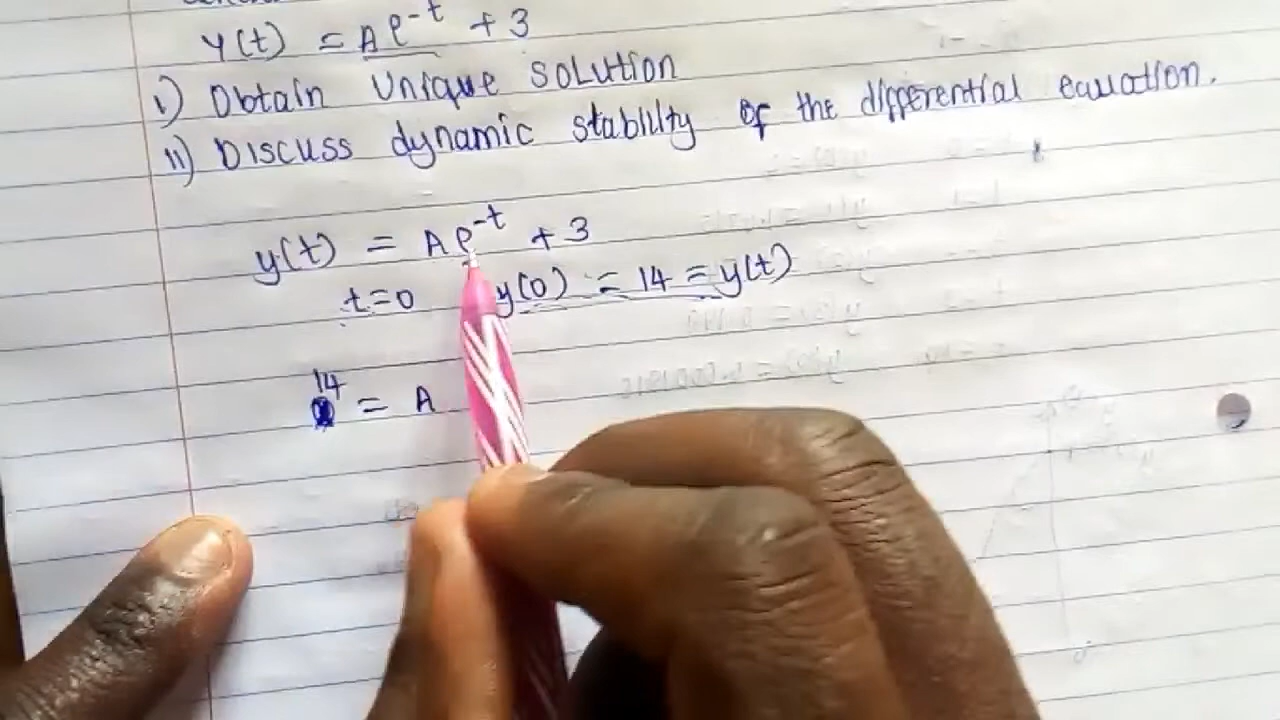 Y(t) = Ae^-t + 3
i) Obtain Unique Solution
ii) Discuss dynamic stability of the differential equation.
y(t) = Ae^-t + 3
t=0 y(0) = 14 = y(t)
14
= A